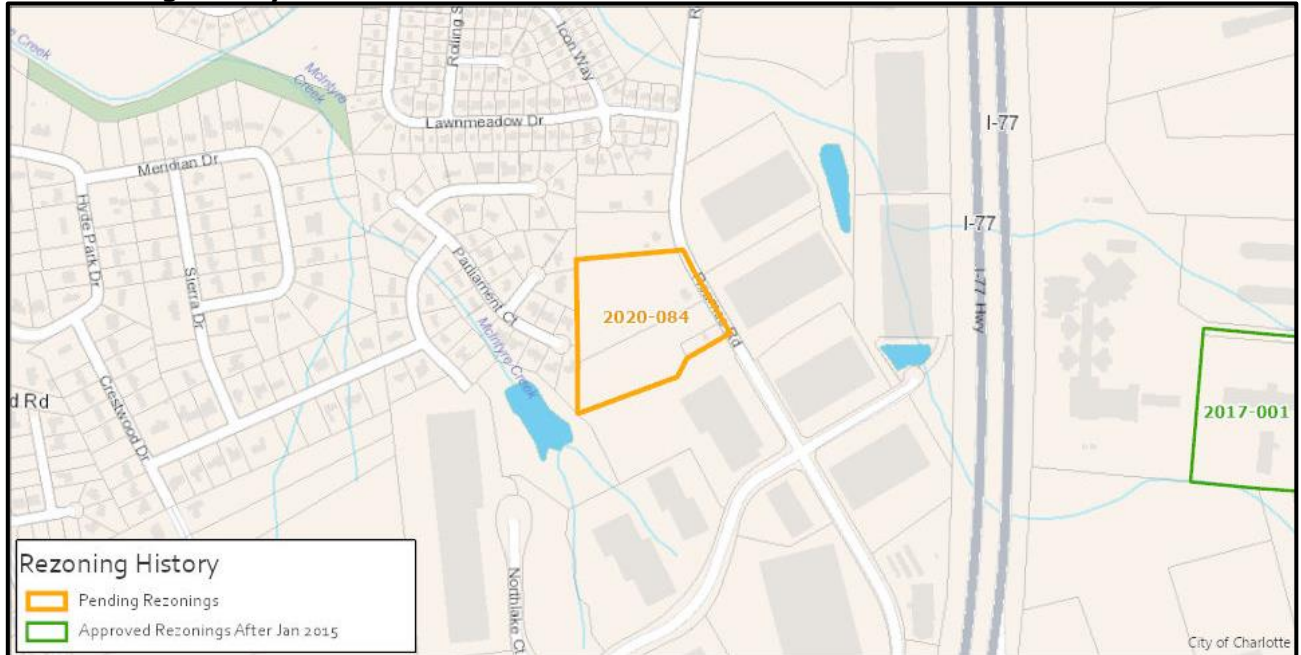 e Creek
McIntyre
Creek
Rolling S
Icon Way
R
Lawnmeadow Dr
I-77
Meridian Dr
Hyde Park Dr
Sierra Dr
I-77
Parliament Ct
2020-084
I-77 Hwy
McIntyre Creek
d Rd
Crestwood Dr
2017-001
Northlake Ct
Rezoning History
Pending Rezonings
Approved Rezonings After Jan 2015
City of Charlotte